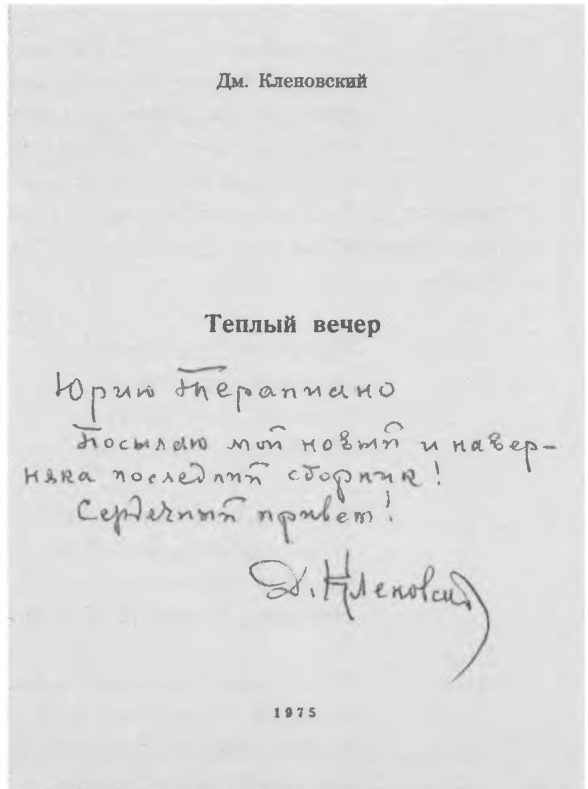 Дм. Кленовский
Теплый вечер
Юрию Терапиано
Посылаю мой новый и навер-
няка последний сборник!
Сердечный привет!
Д. Кленовский
1975